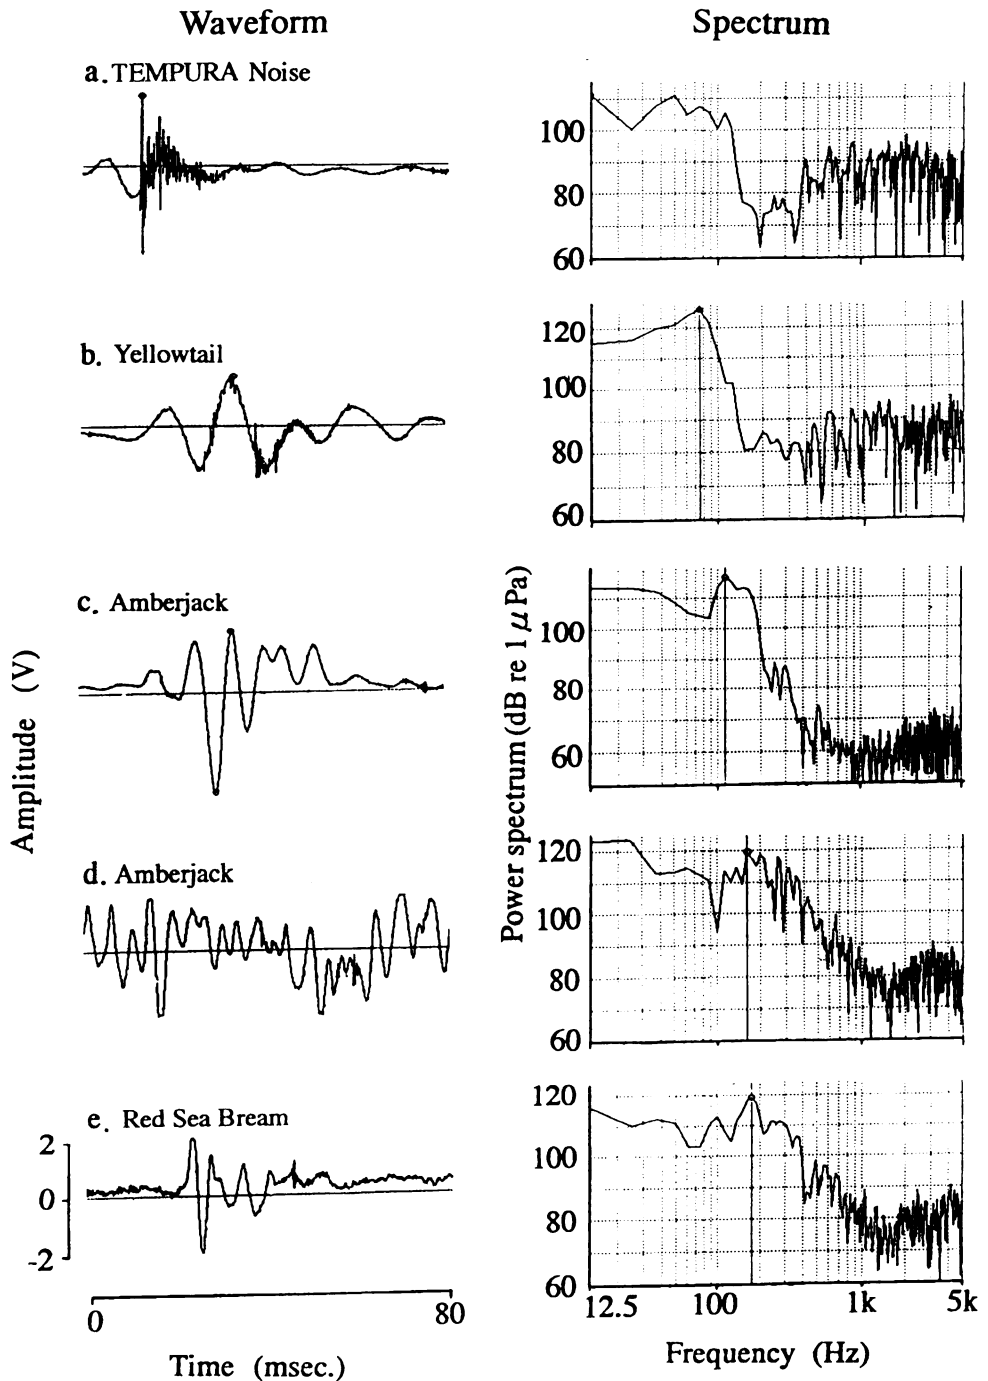 Waveform
Spectrum
a. TEMPURA Noise
100
80
60
b. Yellowtail
120
100
80
60
c. Amberjack
100
80
60
d. Amberjack
120
100
80
60
e. Red Sea Bream
2
0
-2
120
100
80
60
Amplitude (V)
Power spectrum (dB re 1 μPa)
0
80
Time (msec.)
12.5
100
1k
5k
Frequency (Hz)